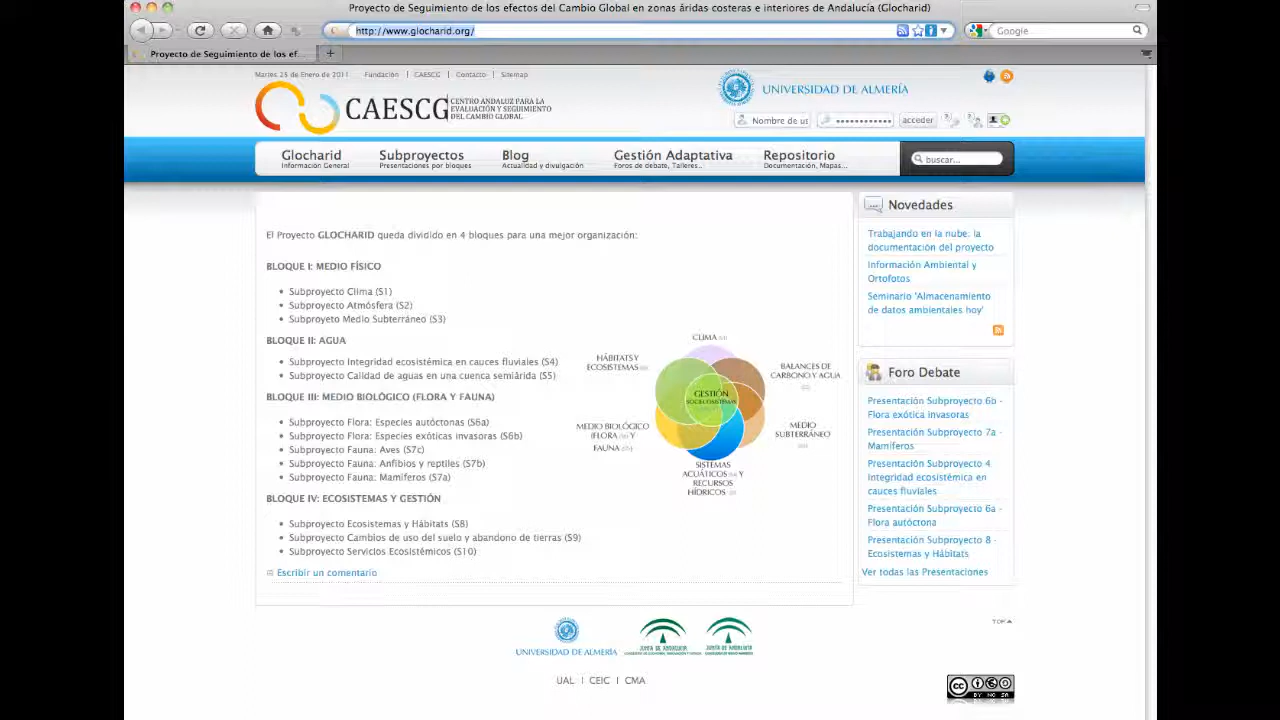 Proyecto de Seguimiento de los efectos del Cambio Global en zonas áridas costeras e interiores de Andalucía (Glocharid)
http://www.glocharid.org/
Google
Proyecto de Seguimiento de los ef...
Martes 25 de Enero de 2011 Fundación | CAESCG | Contacto | Sitemap
CAESCG
CENTRO ANDALUZ PARA LA
EVALUACIÓN Y SEGUIMIENTO
DEL CAMBIO GLOBAL
UNIVERSIDAD DE ALMERÍA
Nombre de us
acceder
Glocharid
Información General
Subproyectos
Presentaciones por bloques
Blog
Actualidad y divulgación
Gestión Adaptativa
Foros de debate, Talleres..
Repositorio
Documentación, Mapas...
buscar...
El Proyecto GLOCHARID queda dividido en 4 bloques para una mejor organización:
BLOQUE I: MEDIO FÍSICO
• Subproyecto Clima (S1)
• Subproyecto Atmósfera (S2)
• Subproyeto Medio Subterráneo (S3)
BLOQUE II: AGUA
• Subproyecto Integridad ecosistémica en cauces fluviales (S4)
• Subproyecto Calidad de aguas en una cuenca semiárida (S5)
BLOQUE III: MEDIO BIOLÓGICO (FLORA Y FAUNA)
• Subproyecto Flora: Especies autóctonas (S6a)
• Subproyecto Flora: Especies exóticas invasoras (S6b)
• Subproyecto Fauna: Aves (S7c)
• Subproyecto Fauna: Anfibios y reptiles (S7b)
• Subproyecto Fauna: Mamíferos (S7a)
BLOQUE IV: ECOSISTEMAS Y GESTIÓN
• Subproyecto Ecosistemas y Hábitats (S8)
• Subproyecto Cambios de uso del suelo y abandono de tierras (S9)
• Subproyecto Servicios Ecosistémicos (S10)
Escribir un comentario
CLIMA
HÁBITATS Y
ECOSISTEMAS
BALANCES DE
CARBONO Y AGUA
GESTIÓN
SOCIOECOSISTEMAS
MEDIO BIOLÓGICO
(FLORA Y
FAUNA
MEDIO
SUBTERRÁNEO
SISTEMAS
ACUÁTICOS Y
RECURSOS
HÍDRICOS
Novedades
Trabajando en la nube: la
documentación del proyecto
Información Ambiental y
Ortofotos
Seminario 'Almacenamiento
de datos ambientales hoy'
Foro Debate
Presentación Subproyecto 6b -
Flora exótica invasoras
Presentación Subproyecto 7a -
Mamíferos
Presentación Subproyecto 4
Integridad ecosistémica en
cauces fluviales
Presentación Subproyecto 6a -
Flora autóctona
Presentación Subproyecto 8 -
Ecosistemas y Hábitats
Ver todas las Presentaciones
TOP
UNIVERSIDAD DE ALMERÍA
JUNTA DE ANDALUCIA
JUNTA DE ANDALUCIA
UAL | CEIC | CMA
cc
BY NC SA